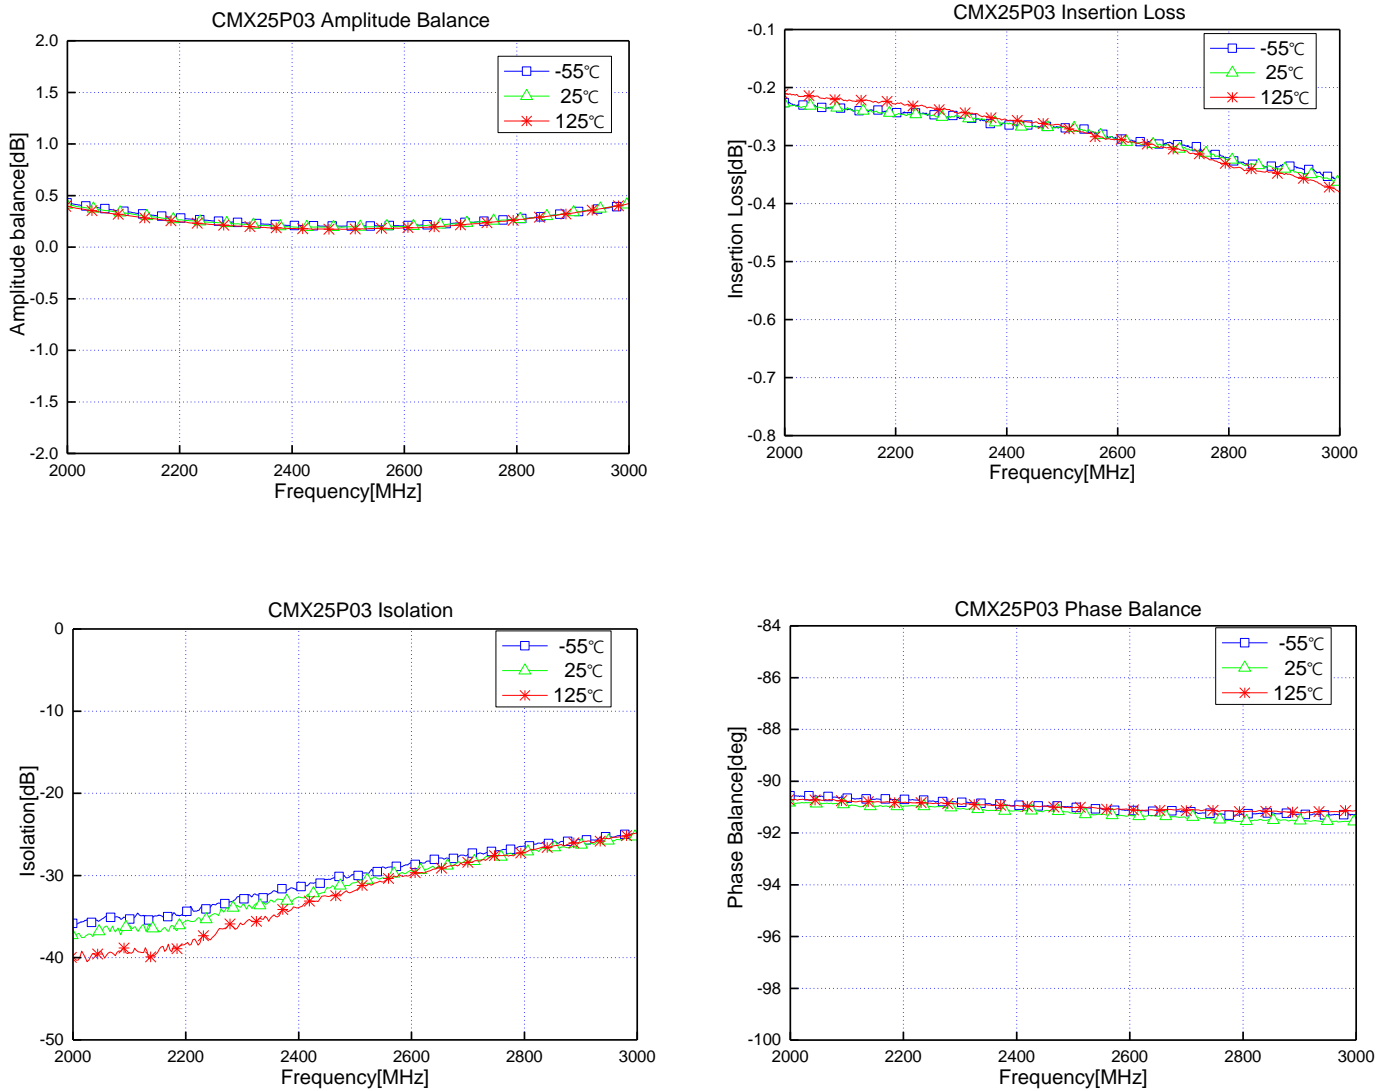 CMX25P03 Amplitude Balance
2.0
1.5
1.0
0.5
0.0
-0.5
-1.0
-1.5
-2.0
Amplitude balance[dB]
-55℃
25℃
125℃
2000 2200 2400 2600 2800 3000
Frequency[MHz]
CMX25P03 Insertion Loss
-0.1
-0.2
-0.3
-0.4
-0.5
-0.6
-0.7
-0.8
Insertion Loss[dB]
-55℃
25℃
125℃
2000 2200 2400 2600 2800 3000
Frequency[MHz]
CMX25P03 Isolation
0
-10
-20
-30
-40
-50
Isolation[dB]
-55℃
25℃
125℃
2000 2200 2400 2600 2800 3000
Frequency[MHz]
CMX25P03 Phase Balance
-84
-86
-88
-90
-92
-94
-96
-98
-100
Phase Balance[deg]
-55℃
25℃
125℃
2000 2200 2400 2600 2800 3000
Frequency[MHz]